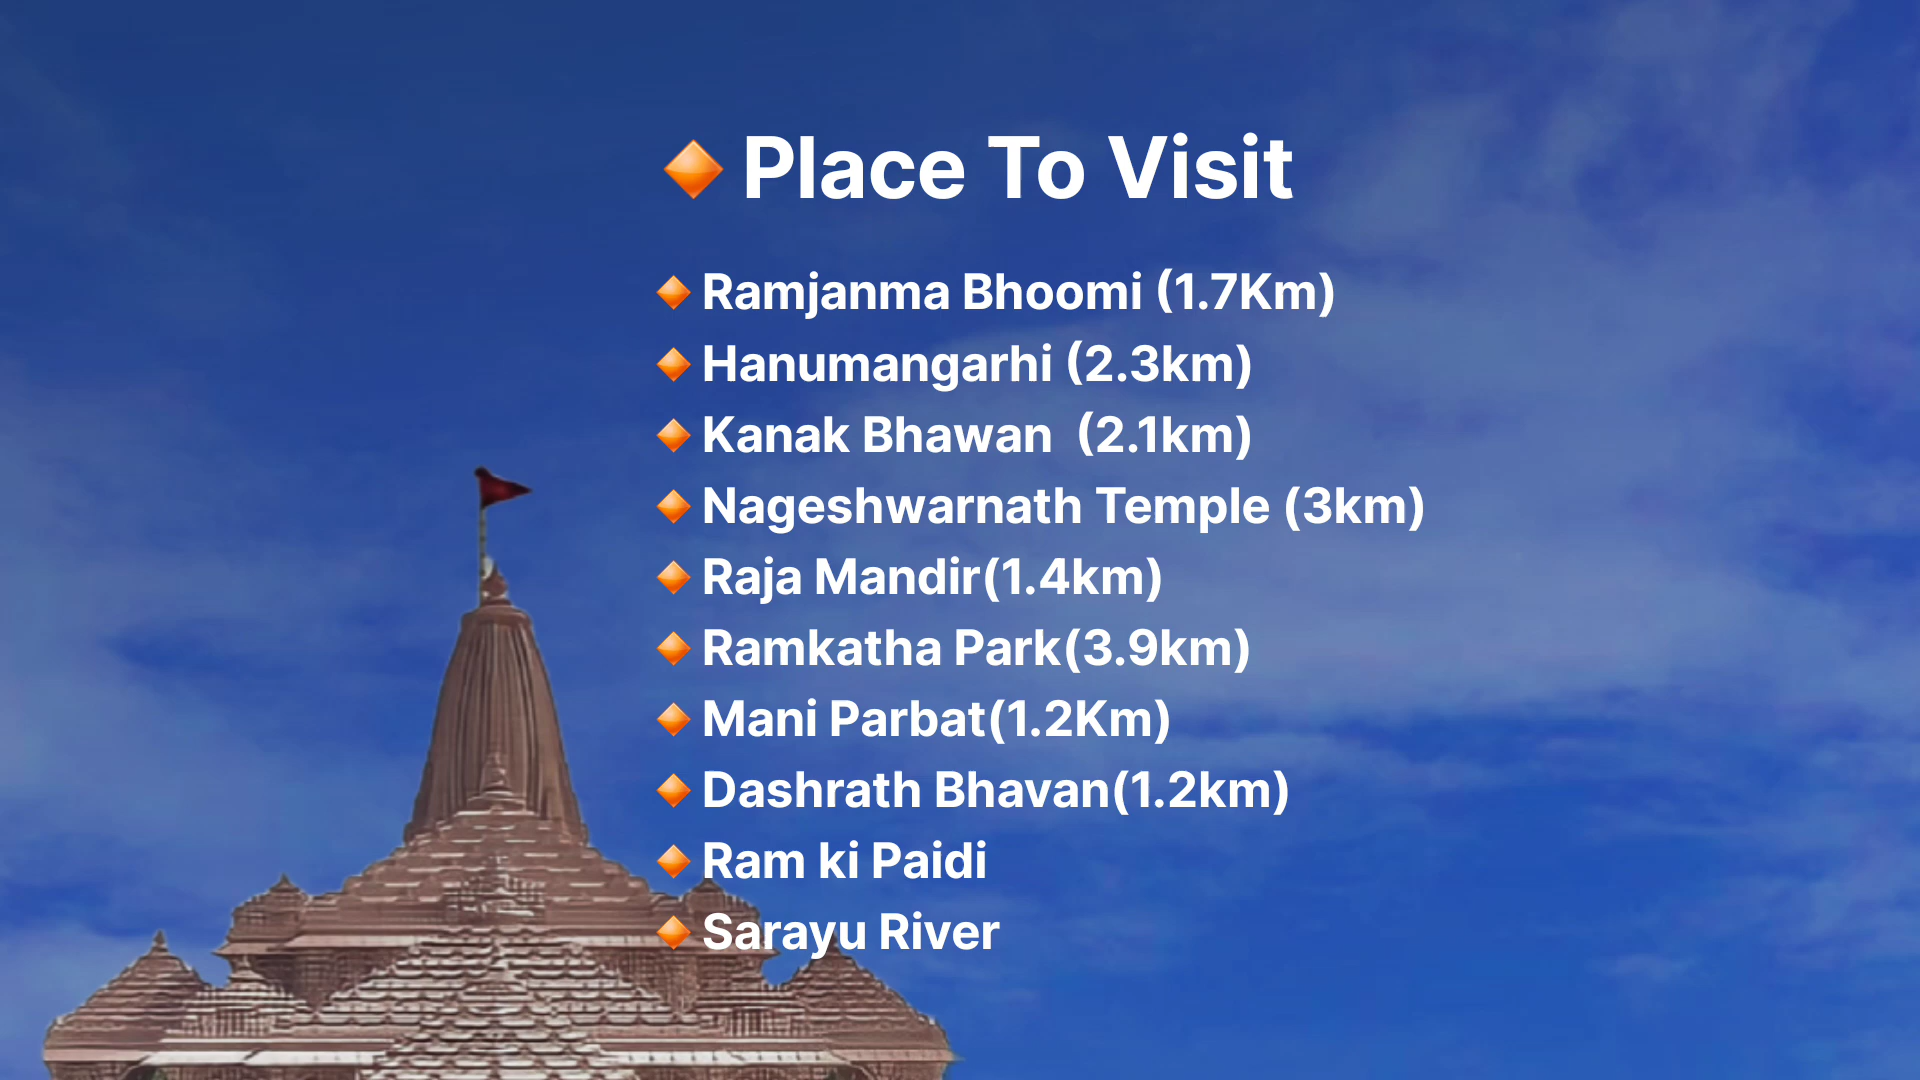 🔸Place To Visit
🔸Ramjanma Bhoomi (1.7Km)
🔸Hanumangarhi (2.3km)
🔸Kanak Bhawan  (2.1km)
🔸Nageshwarnath Temple (3km)
🔸Raja Mandir(1.4km)
🔸Ramkatha Park(3.9km)
🔸Mani Parbat(1.2Km)
🔸Dashrath Bhavan(1.2km)
🔸Ram ki Paidi
🔸Sarayu River